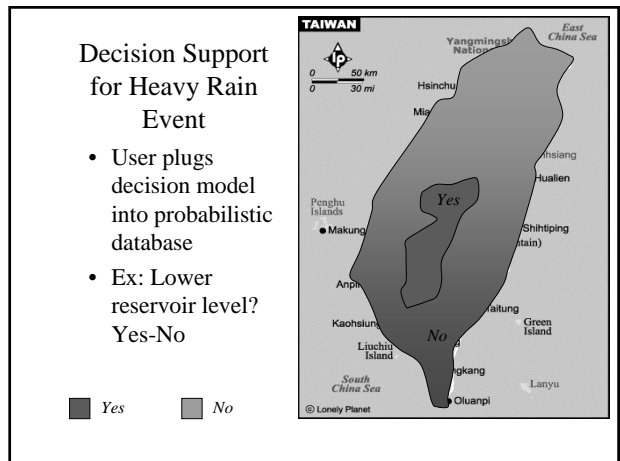 Decision Support
for Heavy Rain
Event
• User plugs
decision model
into probabilistic
database
• Ex: Lower
reservoir level?
Yes-No
Yes
No
TAIWAN
East
China Sea
0 50 km
0 30 mi
Hsinchu
Hualien
Yes
Penghu
Islands
Makung
Shihtiping
No
Kaohsiung
Green
Island
Liuchiu
Island
South
China Sea
Lanyu
Oluanpi
© Lonely Planet